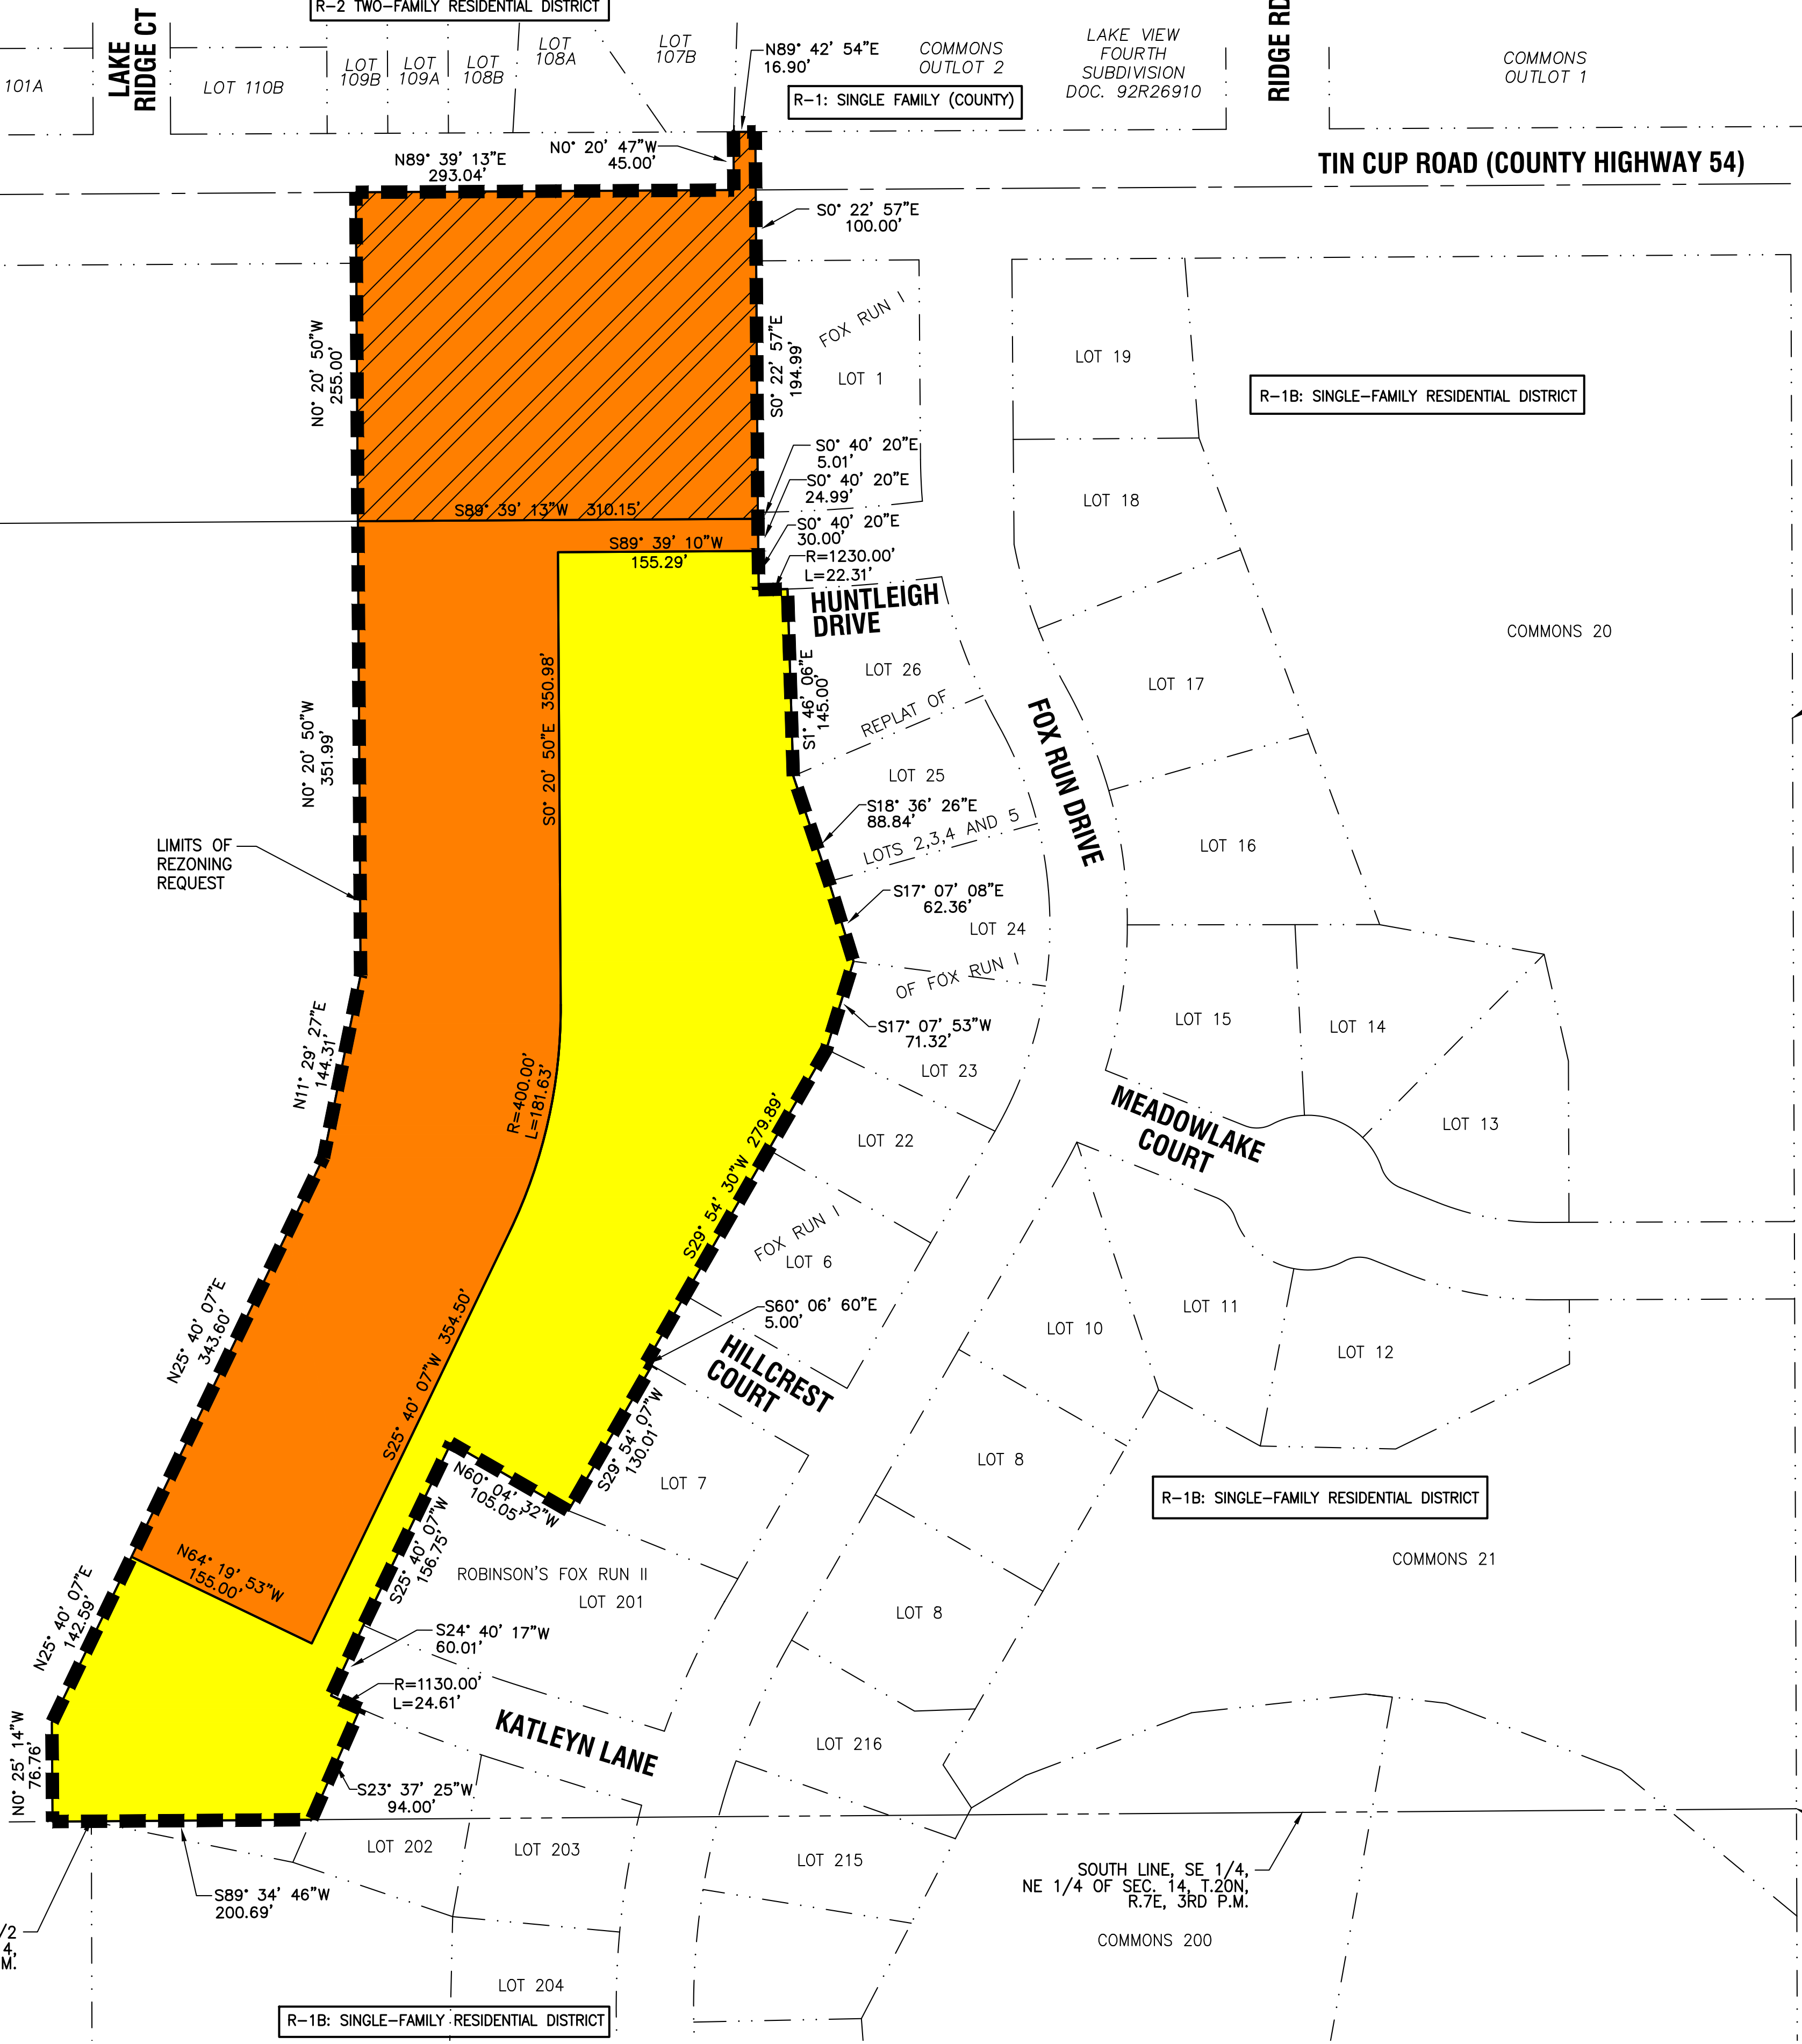 R-2 TWO-FAMILY RESIDENTIAL DISTRICT
LAKE
RIDGE CT
101A
LOT 110B
LOT
109B
LOT
109A
LOT
108B
LOT
108A
LOT
107B
N89° 42' 54"E
16.90'
COMMONS
OUTLOT 2
R-1: SINGLE FAMILY (COUNTY)
LAKE VIEW
FOURTH
SUBDIVISION
DOC. 92R26910
RIDGE RD
COMMONS
OUTLOT 1
N89° 39' 13"E
293.04'
N0° 20' 47"W
45.00'
TIN CUP ROAD (COUNTY HIGHWAY 54)
S0° 22' 57"E
100.00'
N0° 20' 50"W
255.00'
S0° 22' 57"E
194.99'
FOX RUN I
LOT 1
LOT 19
R-1B: SINGLE-FAMILY RESIDENTIAL DISTRICT
S0° 40' 20"E
5.01'
S0° 40' 20"E
24.99'
S89° 39' 13"W 310.15'
S0° 40' 20"E
30.00'
S89° 39' 10"W
155.29'
R=1230.00'
L=22.31'
LOT 18
HUNTLEIGH
DRIVE
COMMONS 20
N0° 20' 50"W
351.99'
S0° 20' 50"E 350.98'
S1° 46' 06"E
145.00'
LOT 26
REPLAT OF
LOT 17
FOX RUN DRIVE
LOT 25
S18° 36' 26"E
88.84'
LOTS 2,3,4 AND 5
LIMITS OF
REZONING
REQUEST
LOT 16
S17° 07' 08"E
62.36'
LOT 24
OF FOX RUN I
S17° 07' 53"W
71.32'
LOT 15
LOT 14
N11° 29' 27"E
144.31'
R=400.00'
L=181.63'
LOT 23
MEADOWLAKE
COURT
LOT 13
S29° 54' 30"W 279.89'
LOT 22
FOX RUN I
LOT 6
N25° 40' 07"E
343.60'
S25° 40' 07"W 354.50'
S60° 06' 60"E
5.00'
LOT 10
LOT 11
LOT 12
HILLCREST
COURT
S29° 54' 07"W
130.01'
N60° 04' 32"W
105.05'
LOT 7
LOT 8
R-1B: SINGLE-FAMILY RESIDENTIAL DISTRICT
COMMONS 21
N64° 19' 53"W
155.00'
S25° 40' 07"W
156.75'
ROBINSON'S FOX RUN II
LOT 201
LOT 8
N25° 40' 07"E
142.59'
S24° 40' 17"W
60.01'
R=1130.00'
L=24.61'
KATLEYN LANE
LOT 216
N0° 25' 14"W
76.76'
S23° 37' 25"W
94.00'
LOT 202
LOT 203
LOT 215
SOUTH LINE, SE 1/4,
NE 1/4 OF SEC. 14, T.20N,
R.7E, 3RD P.M.
S89° 34' 46"W
200.69'
/2
4,
M.
COMMONS 200
LOT 204
R-1B: SINGLE-FAMILY RESIDENTIAL DISTRICT